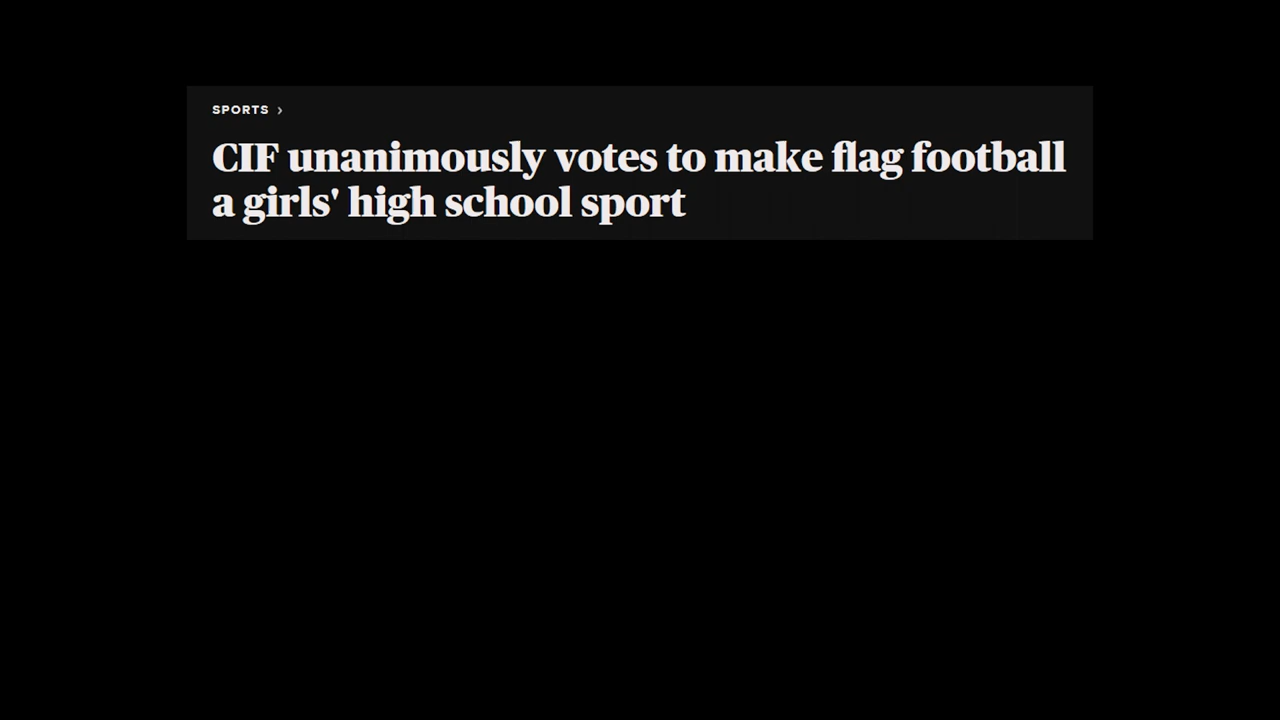 SPORTS ›
CIF unanimously votes to make flag football
a girls' high school sport